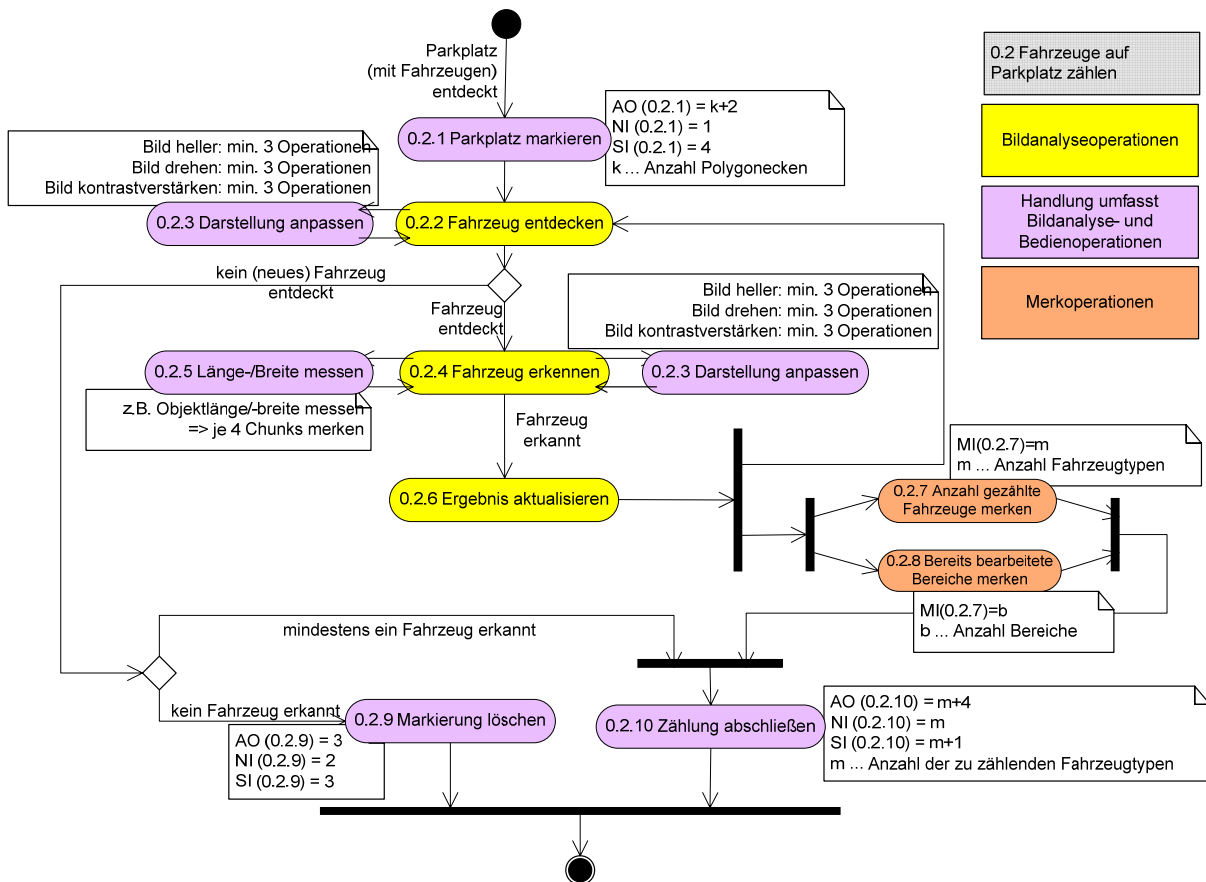 Parkplatz
(mit Fahrzeugen)
entdeckt
0.2 Fahrzeuge auf
Parkplatz zählen
AO (0.2.1) = k+2
NI (0.2.1) = 1
SI (0.2.1) = 4
k ... Anzahl Polygonecken
0.2.1 Parkplatz markieren
Bildanalyseoperationen
Bild heller: min. 3 Operationen
Bild drehen: min. 3 Operationen
Bild kontrastverstärken: min. 3 Operationen
0.2.3 Darstellung anpassen
0.2.2 Fahrzeug entdecken
Handlung umfasst
Bildanalyse- und
Bedienoperationen
kein (neues) Fahrzeug
entdeckt
Merkoperationen
Fahrzeug
entdeckt
Bild heller: min. 3 Operationen
Bild drehen: min. 3 Operationen
Bild kontrastverstärken: min. 3 Operationen
0.2.5 Länge-/Breite messen
0.2.4 Fahrzeug erkennen
0.2.3 Darstellung anpassen
z.B. Objektlänge/-breite messen
=> je 4 Chunks merken
Fahrzeug
erkannt
MI(0.2.7)=m
m ... Anzahl Fahrzeugtypen
0.2.6 Ergebnis aktualisieren
0.2.7 Anzahl gezählte
Fahrzeuge merken
0.2.8 Bereits bearbeitete
Bereiche merken
MI(0.2.7)=b
b ... Anzahl Bereiche
mindestens ein Fahrzeug erkannt
kein Fahrzeug erkannt
0.2.9 Markierung löschen
AO (0.2.9) = 3
NI (0.2.9) = 2
SI (0.2.9) = 3
0.2.10 Zählung abschließen
AO (0.2.10) = m+4
NI (0.2.10) = m
SI (0.2.10) = m+1
m ... Anzahl der zu zählenden Fahrzeugtypen